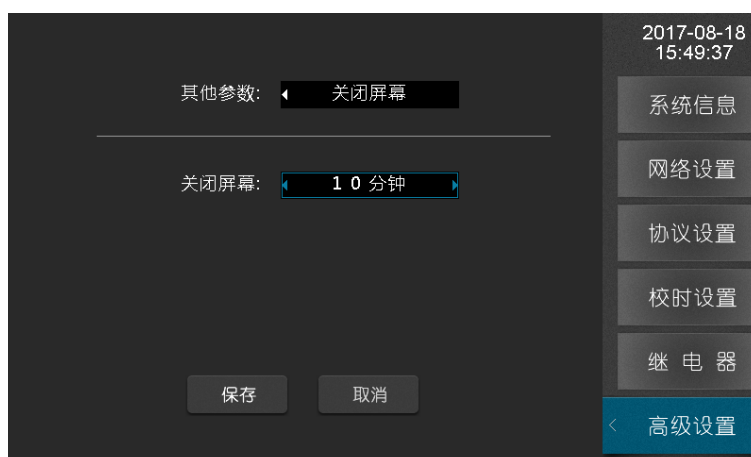 2017-08-18
15:49:37
其他参数: 关闭屏幕
关闭屏幕: 10分钟
保存 取消
系统信息
网络设置
协议设置
校时设置
继电器
高级设置